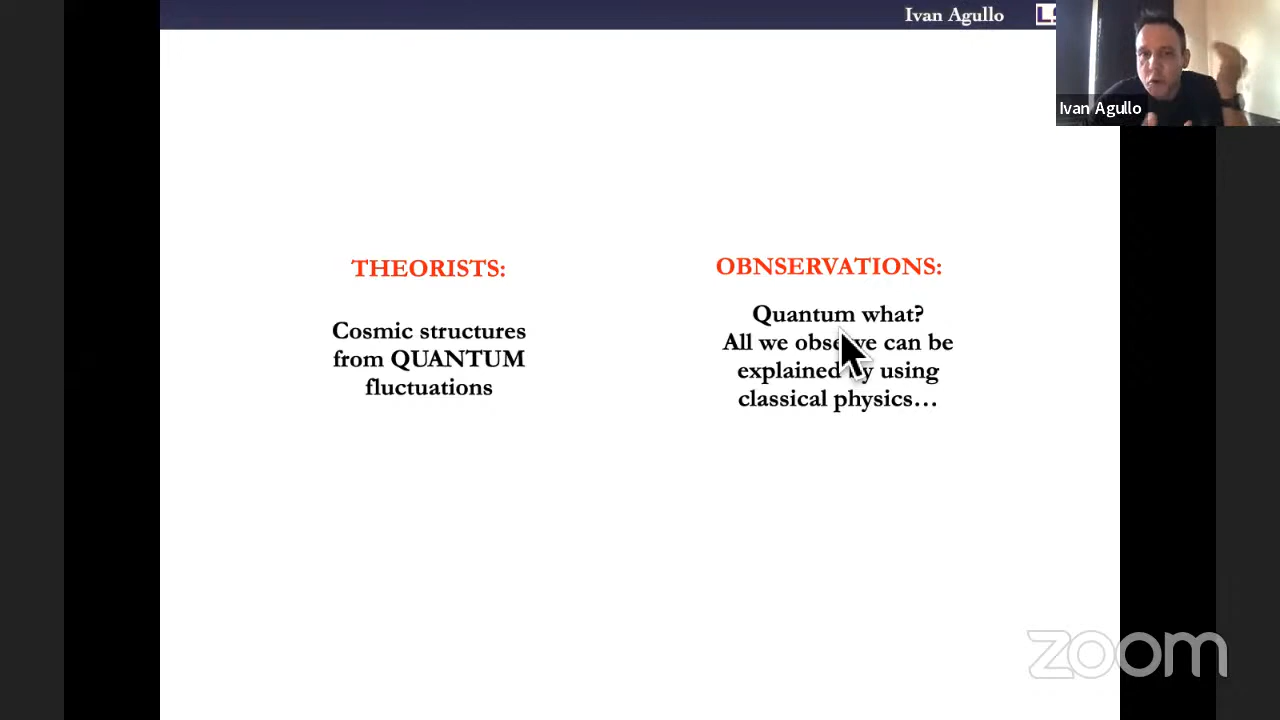 Ivan Agullo
Ivan Agullo
THEORISTS:
Cosmic structures
from QUANTUM
fluctuations
OBNSERVATIONS:
Quantum what?
All we observe can be
explained by using
classical physics…
zoom